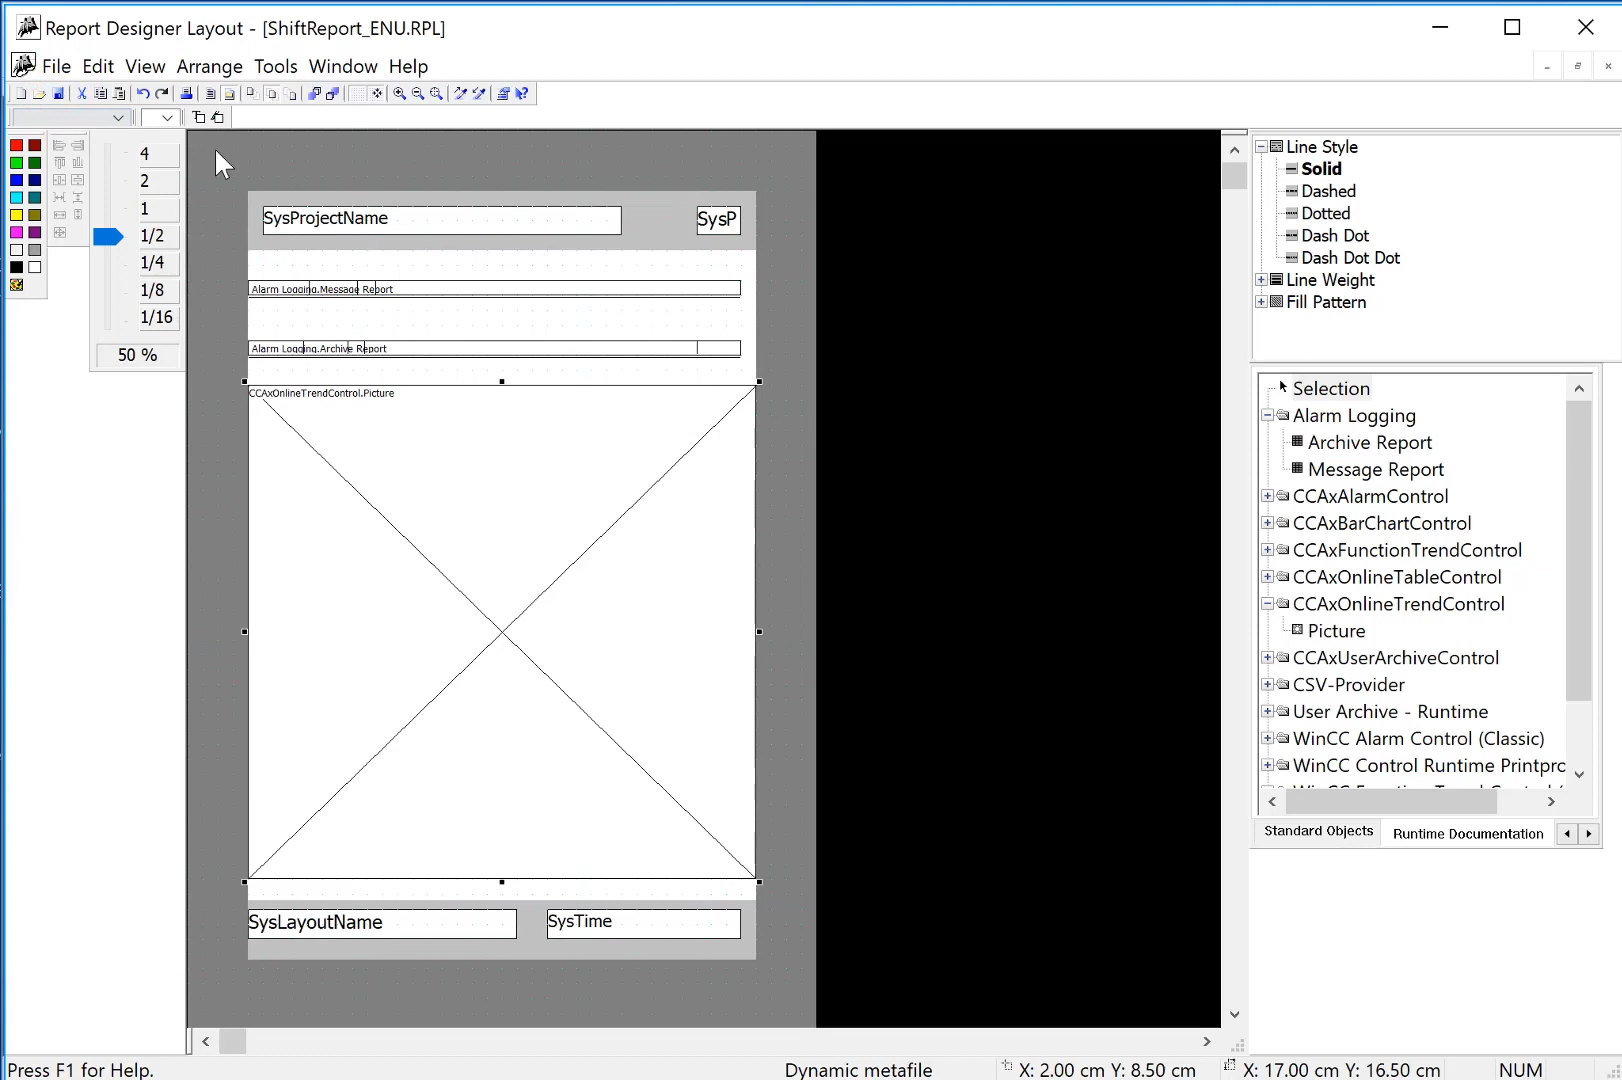 Report Designer Layout - [ShiftReport_ENU.RPL]
File Edit View Arrange Tools Window Help
4
2
1
1/2
1/4
1/8
1/16
50 %
SysProjectName
SysP
Alarm Logging.Message Report
Alarm Logging.Archive Report
CCAxOnlineTrendControl.Picture
SysLayoutName
SysTime
Line Style
Solid
Dashed
Dotted
Dash Dot
Dash Dot Dot
Line Weight
Fill Pattern
Selection
Alarm Logging
Archive Report
Message Report
CCAxAlarmControl
CCAxBarChartControl
CCAxFunctionTrendControl
CCAxOnlineTableControl
CCAxOnlineTrendControl
Picture
CCAxUserArchiveControl
CSV-Provider
User Archive - Runtime
WinCC Alarm Control (Classic)
WinCC Control Runtime Printpro
Standard Objects Runtime Documentation
Press F1 for Help.
Dynamic metafile
X: 2.00 cm Y: 8.50 cm
X: 17.00 cm Y: 16.50 cm
NUM